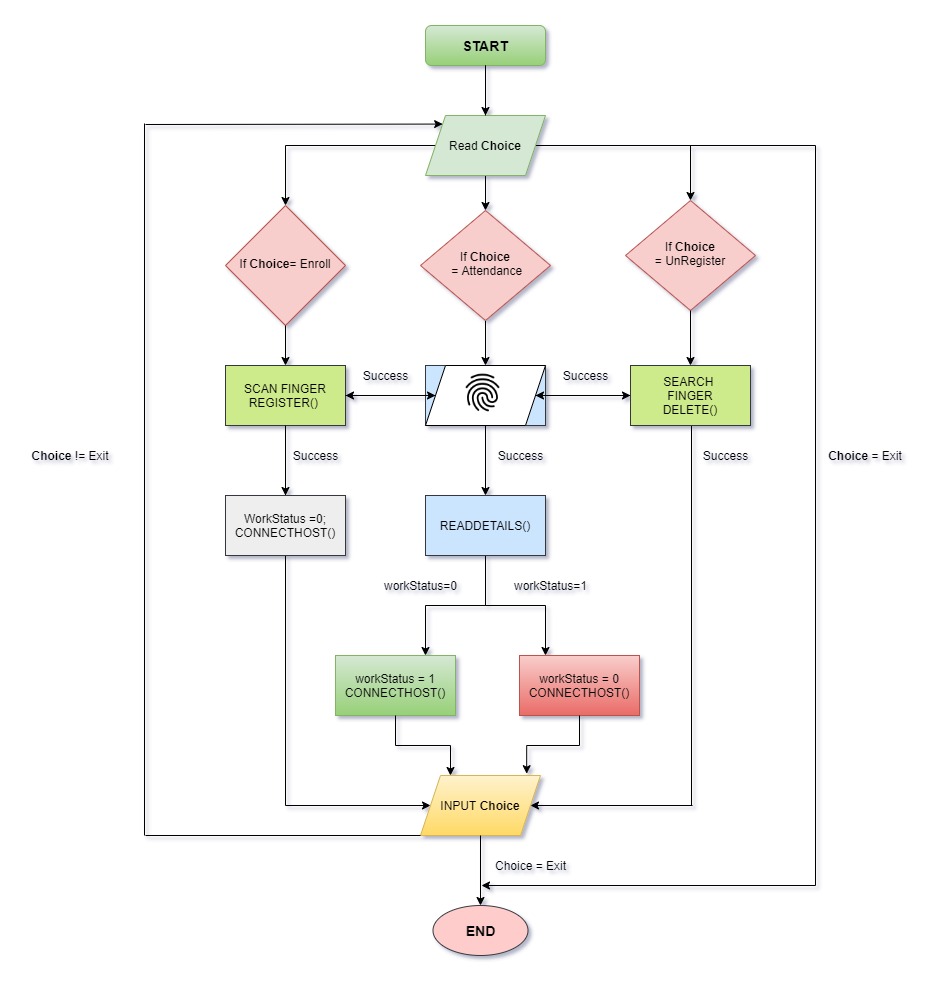 START
Read Choice
If Choice= Enroll
If Choice
= Attendance
If Choice
= UnRegister
SCAN FINGER
REGISTER()
Success
Success
SEARCH
FINGER
DELETE()
Choice != Exit
Success
Success
Success
Choice = Exit
WorkStatus =0;
CONNECTHOST()
READDETAILS()
workStatus=0
workStatus=1
workStatus = 1
CONNECTHOST()
workStatus = 0
CONNECTHOST()
INPUT Choice
Choice = Exit
END